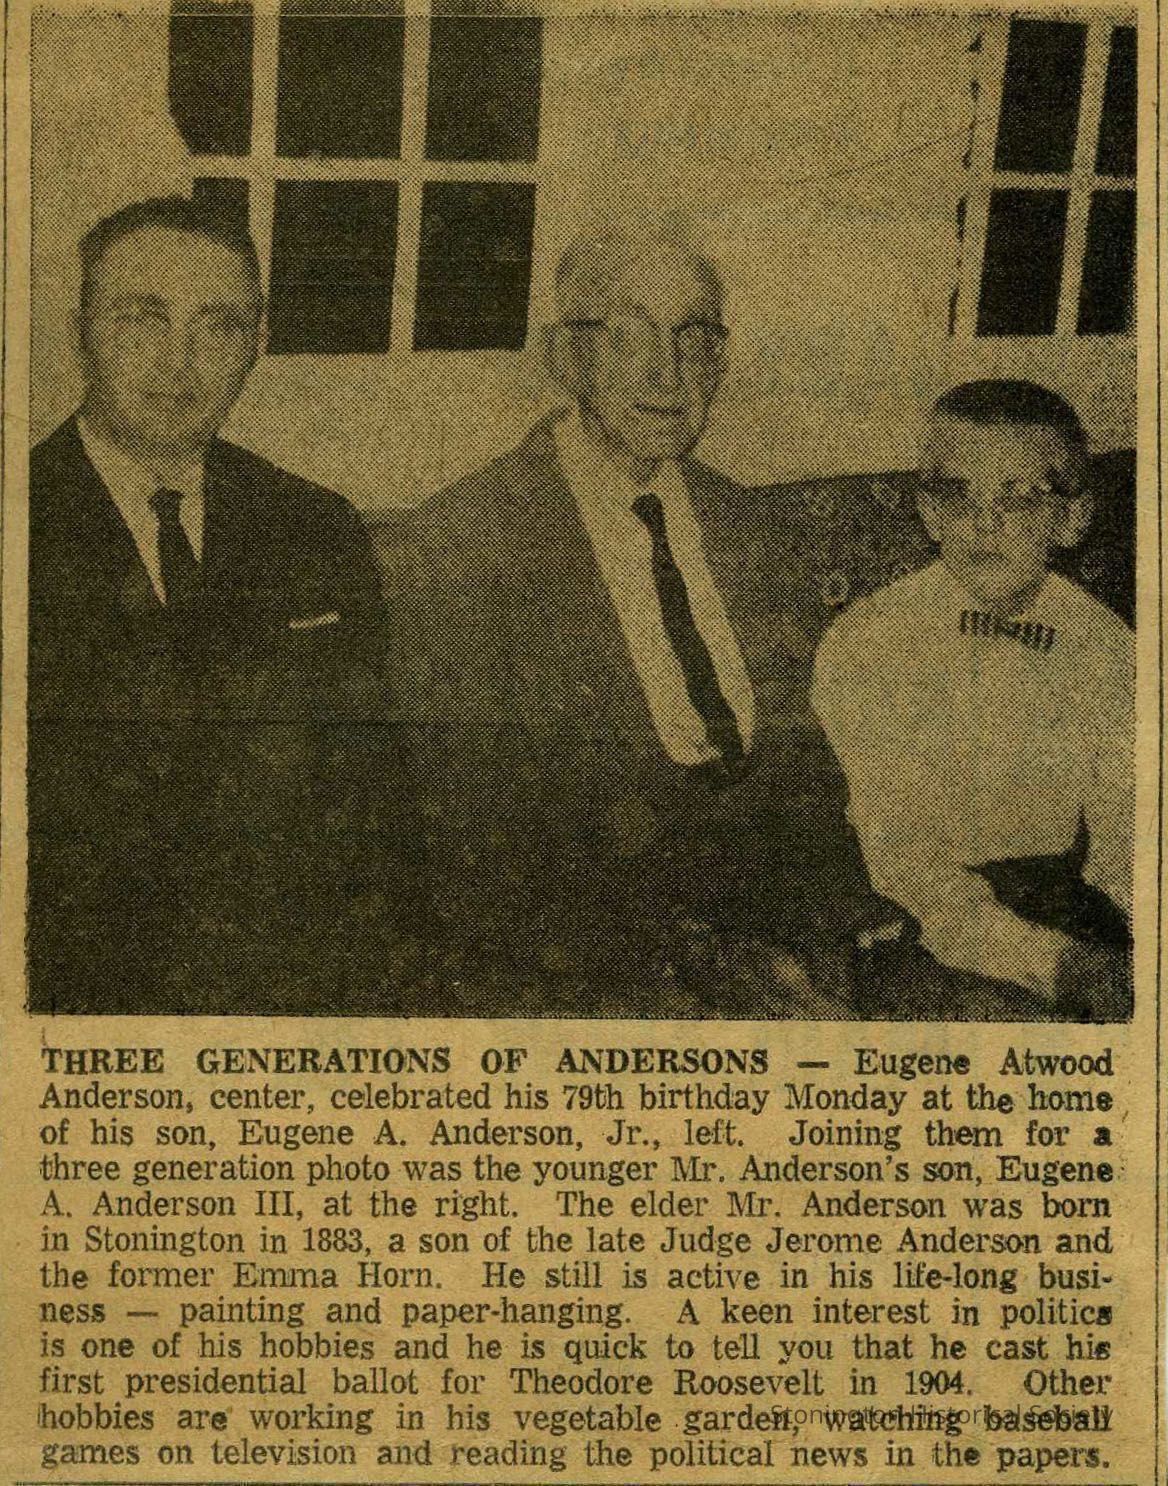 THREE GENERATIONS OF ANDERSONS — Eugene Atwood
Anderson, center, celebrated his 79th birthday Monday at the home
of his son, Eugene A. Anderson, Jr., left. Joining them for a
three generation photo was the younger Mr. Anderson's son, Eugene
A. Anderson III, at the right. The elder Mr. Anderson was born
in Stonington in 1883, a son of the late Judge Jerome Anderson and
the former Emma Horn. He still is active in his life-long busi-
ness — painting and paper-hanging. A keen interest in politics
is one of his hobbies and he is quick to tell you that he cast his
first presidential ballot for Theodore Roosevelt in 1904. Other
hobbies are working in his vegetable garden, watching baseball
Stonington Historical Society
games on television and reading the political news in the papers.